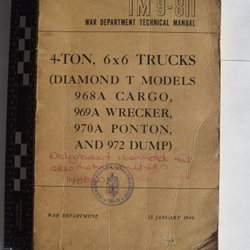 TM 9-811
WAR DEPARTMENT TECHNICAL MANUAL
4-TON, 6x6 TRUCKS
(DIAMOND T MODELS
968A CARGO,
969A WRECKER,
970A PONTON,
AND 972 DUMP)
WAR DEPARTMENT
25 JANUARY 1944